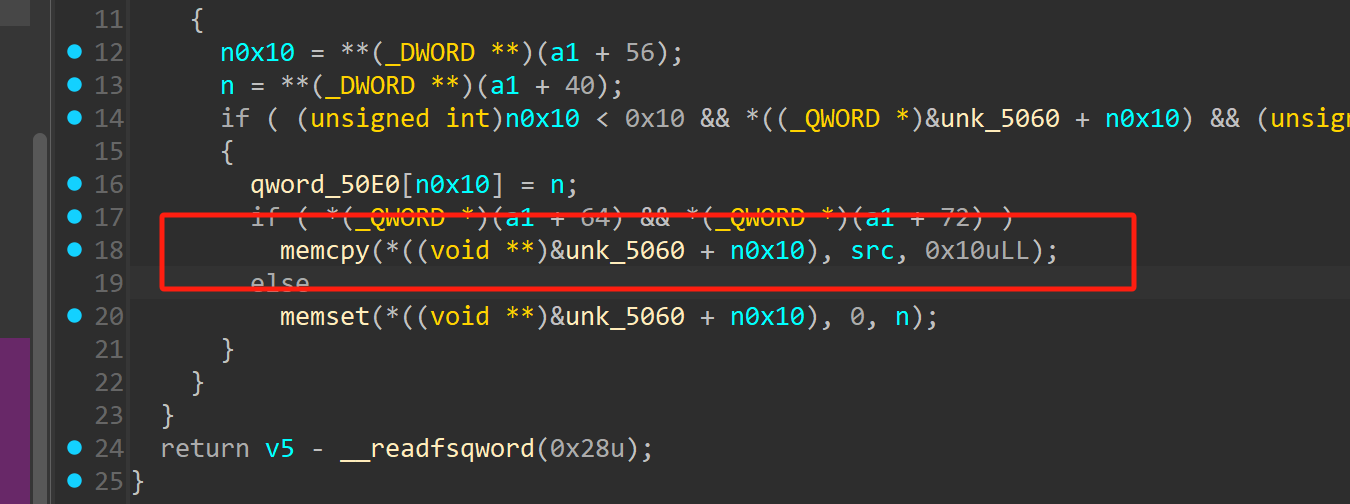 11 {
12 n0x10 = **(_DWORD **)(a1 + 56);
13 n = **(_DWORD **)(a1 + 40);
14 if ( (unsigned int)n0x10 < 0x10 && *((_QWORD *)&unk_5060 + n0x10) && (unsign
15 {
16 qword_50E0[n0x10] = n;
17 if ( *(_QWORD *)(a1 + 64) && *(_QWORD *)(a1 + 72) )
18 memcpy(*((void **)&unk_5060 + n0x10), src, 0x10uLL);
19 else
20 memset(*((void **)&unk_5060 + n0x10), 0, n);
21 }
22 }
23 }
24 return v5 - __readfsqword(0x28u);
25 }